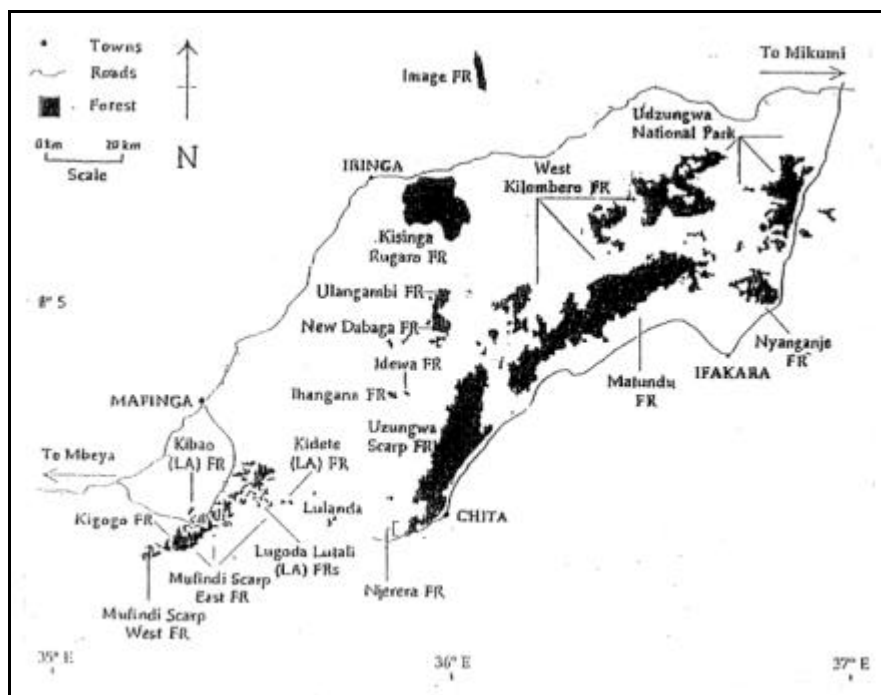 Towns
Roads
Forest
0 km 20 km
Scale
N
Image FR
To Mikumi
Udzungwa
National Park
IRINGA
West
Kilombero FR
Kisinga
Rugaro FR
8° S
Ulangambi FR
New Dabaga FR
Idewa FR
Ihangana FR
Nyanganje
FR
IFAKARA
Matundu
FR
MAFINGA
Uzungwa
Scarp FR
To Mbeya
Kibao
(LA) FR
Kidete
(LA) FR
Lulanda
CHITA
Kigogo FR
Lugoda Lutali
(LA) FRs
Mufindi Scarp
East FR
Njerera FR
Mufindi Scarp
West FR
35° E
36° E
37° E